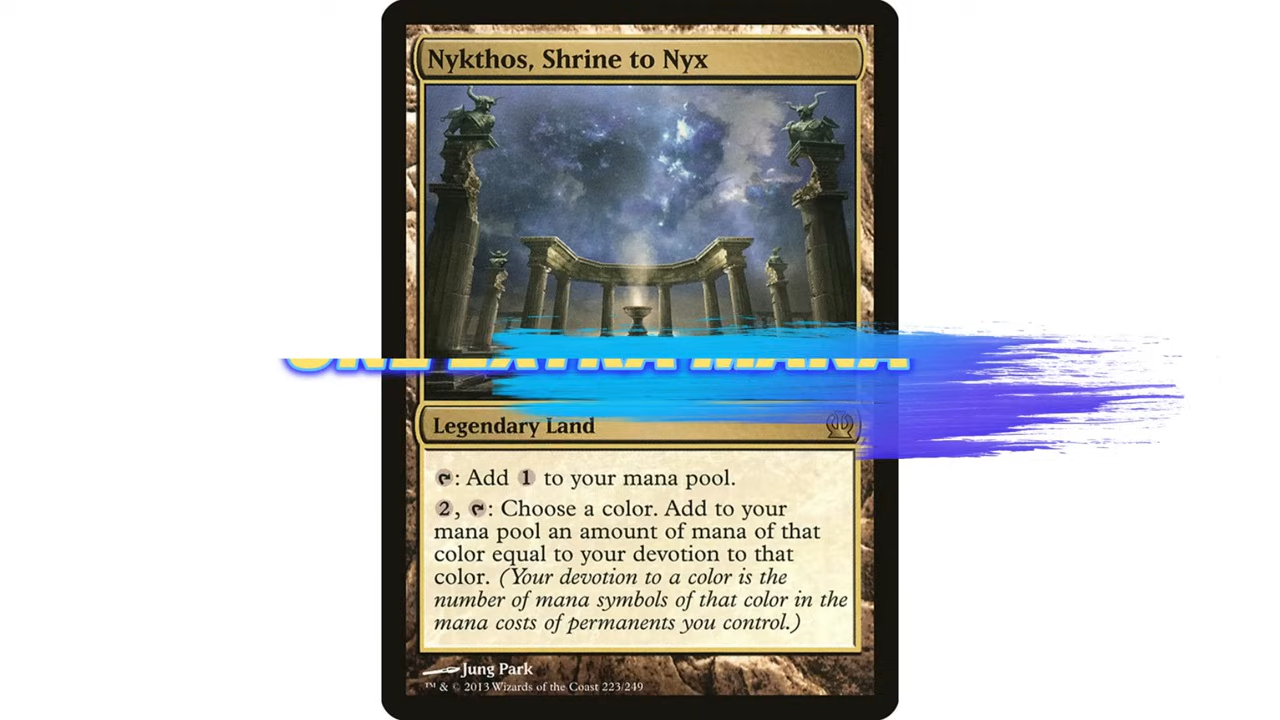 Nykthos, Shrine to Nyx
ONE EXTRA MANA
Legendary Land
: Add 1 to your mana pool.
2, : Choose a color. Add to your
mana pool an amount of mana of that
color equal to your devotion to that
color. (Your devotion to a color is the
number of mana symbols of that color in the
mana costs of permanents you control.)
Jung Park
™ & © 2013 Wizards of the Coast 223/249